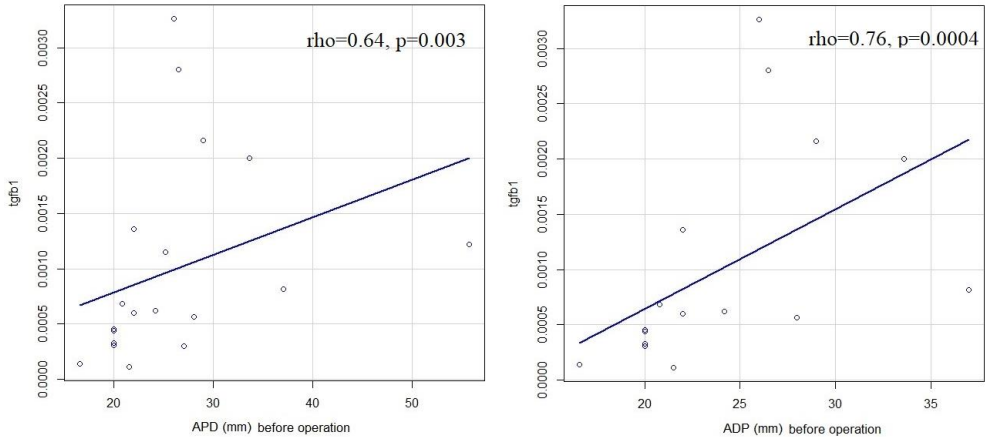 rho=0.64, p=0.003
tgfb1
0.0000 0.0005 0.0010 0.0015 0.0020 0.0025 0.0030
20 30 40 50
APD (mm) before operation
rho=0.76, p=0.0004
tgfb1
0.0000 0.0005 0.0010 0.0015 0.0020 0.0025 0.0030
20 25 30 35
ADP (mm) before operation